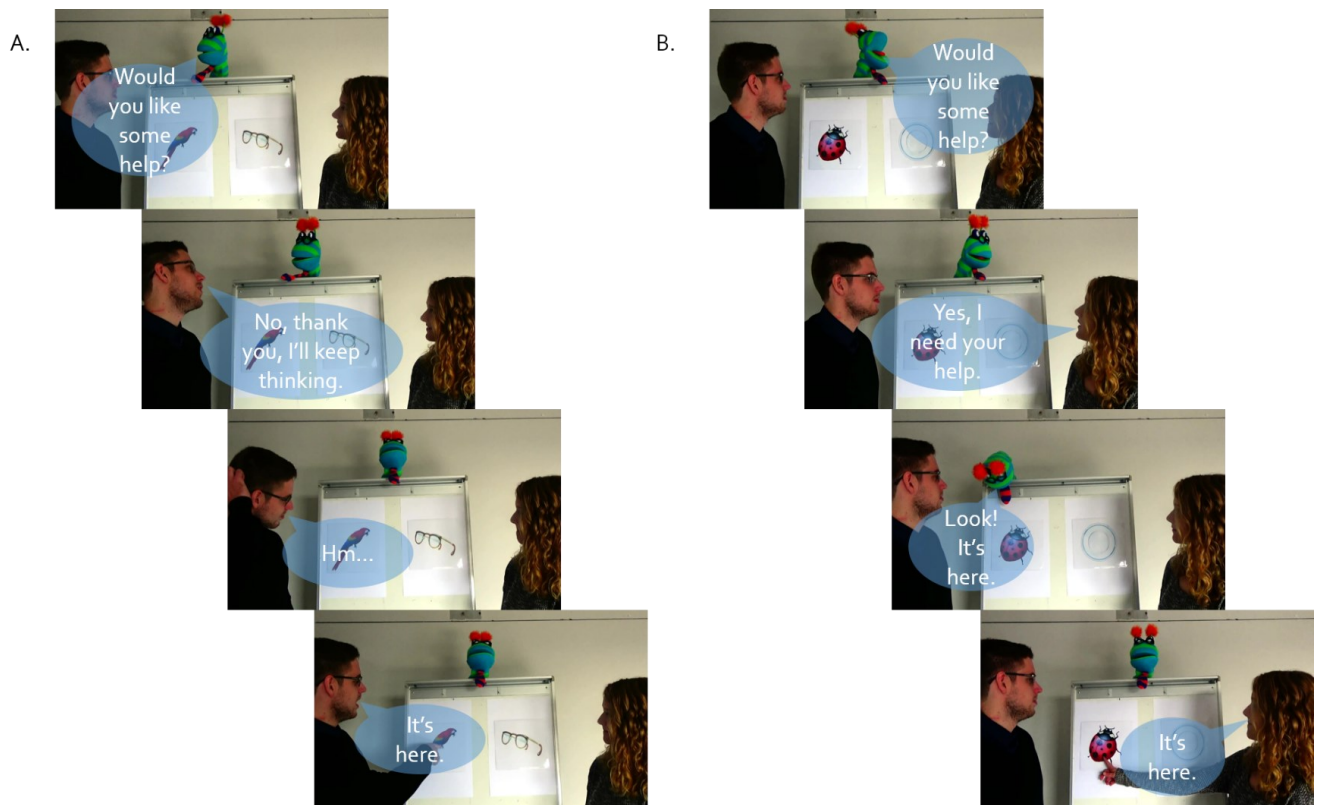 A.
Would
you like
some
help?
No, thank
you, I'll keep
thinking.
Hm...
It's
here.
B.
Would
you like
some
help?
Yes, I
need your
help.
Look!
It's
here.
It's
here.